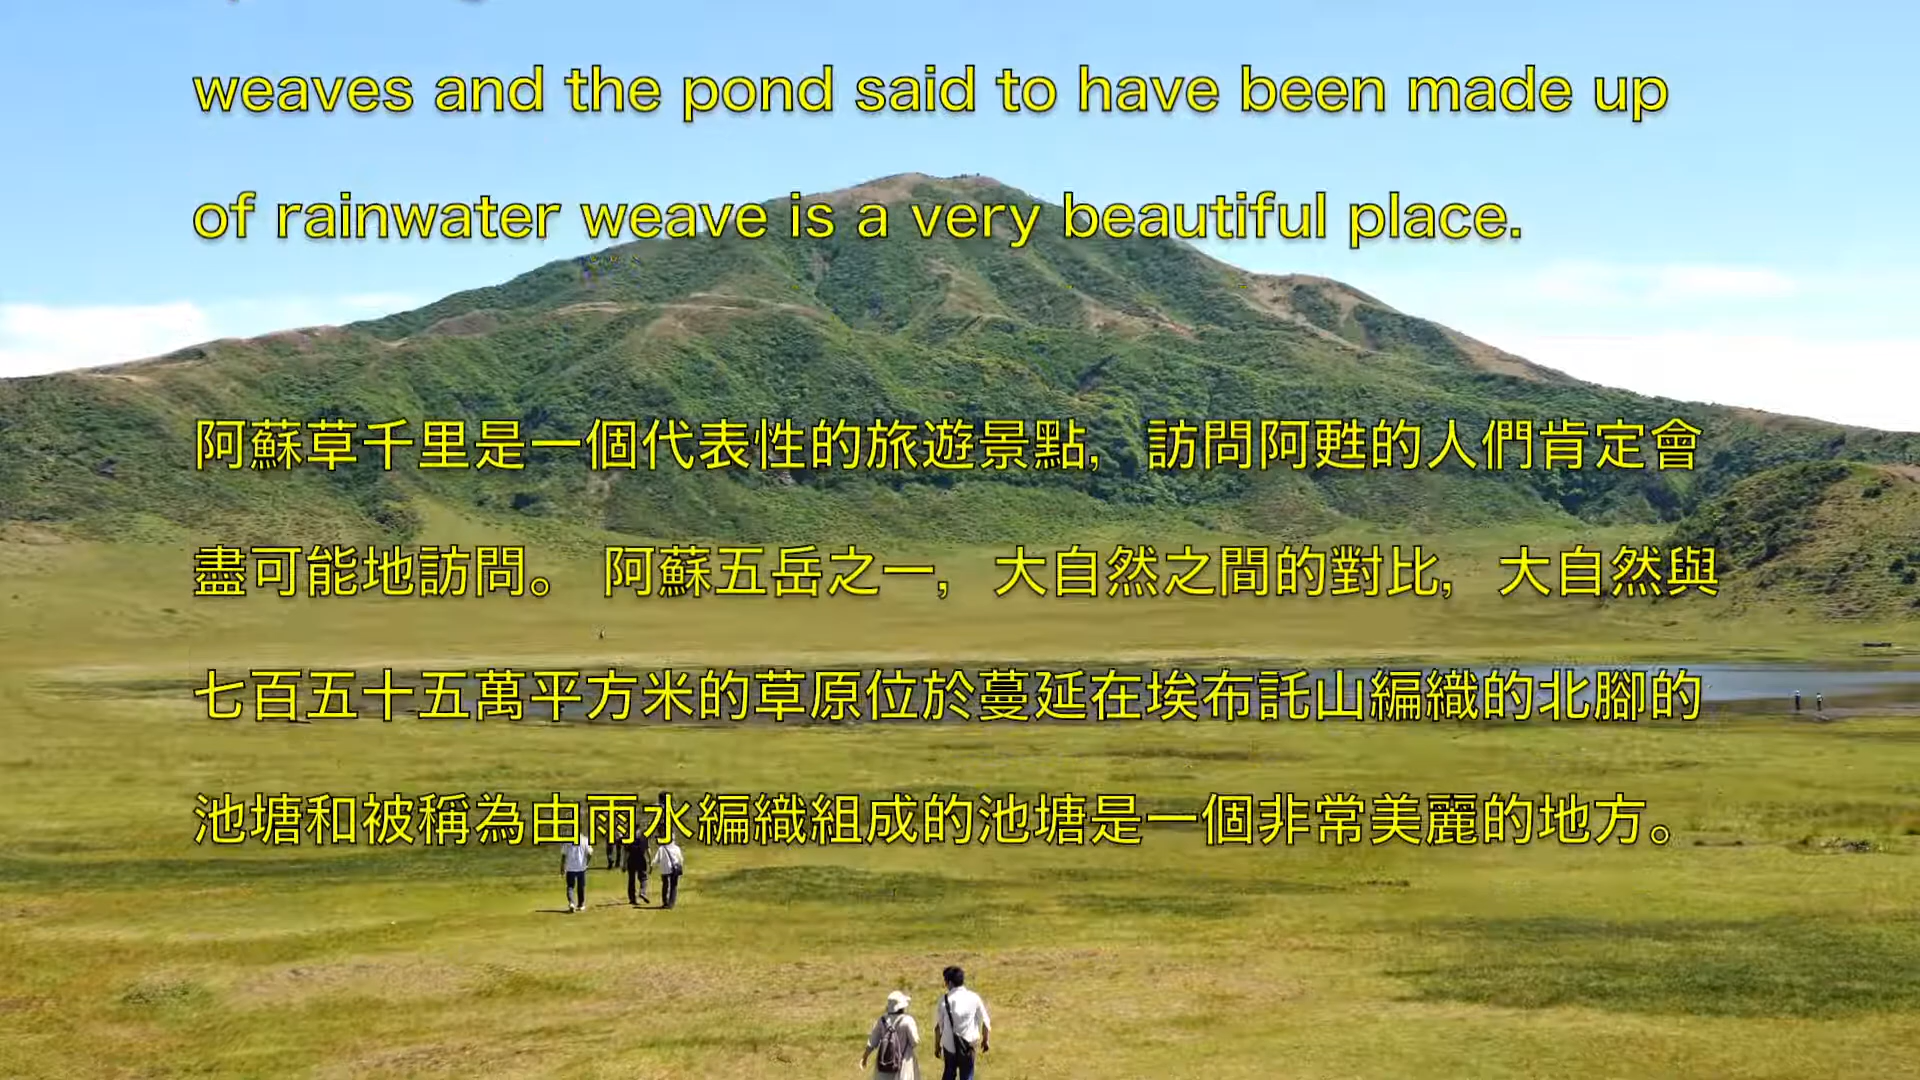 weaves and the pond said to have been made up
of rainwater weave is a very beautiful place.
阿蘇草千里是一個代表性的旅遊景點，訪問阿甦的人們肯定會
盡可能地訪問。 阿蘇五岳之一，大自然之間的對比，大自然與
七百五十五萬平方米的草原位於蔓延在埃布託山編織的北腳的
池塘和被稱為由雨水編織組成的池塘是一個非常美麗的地方。